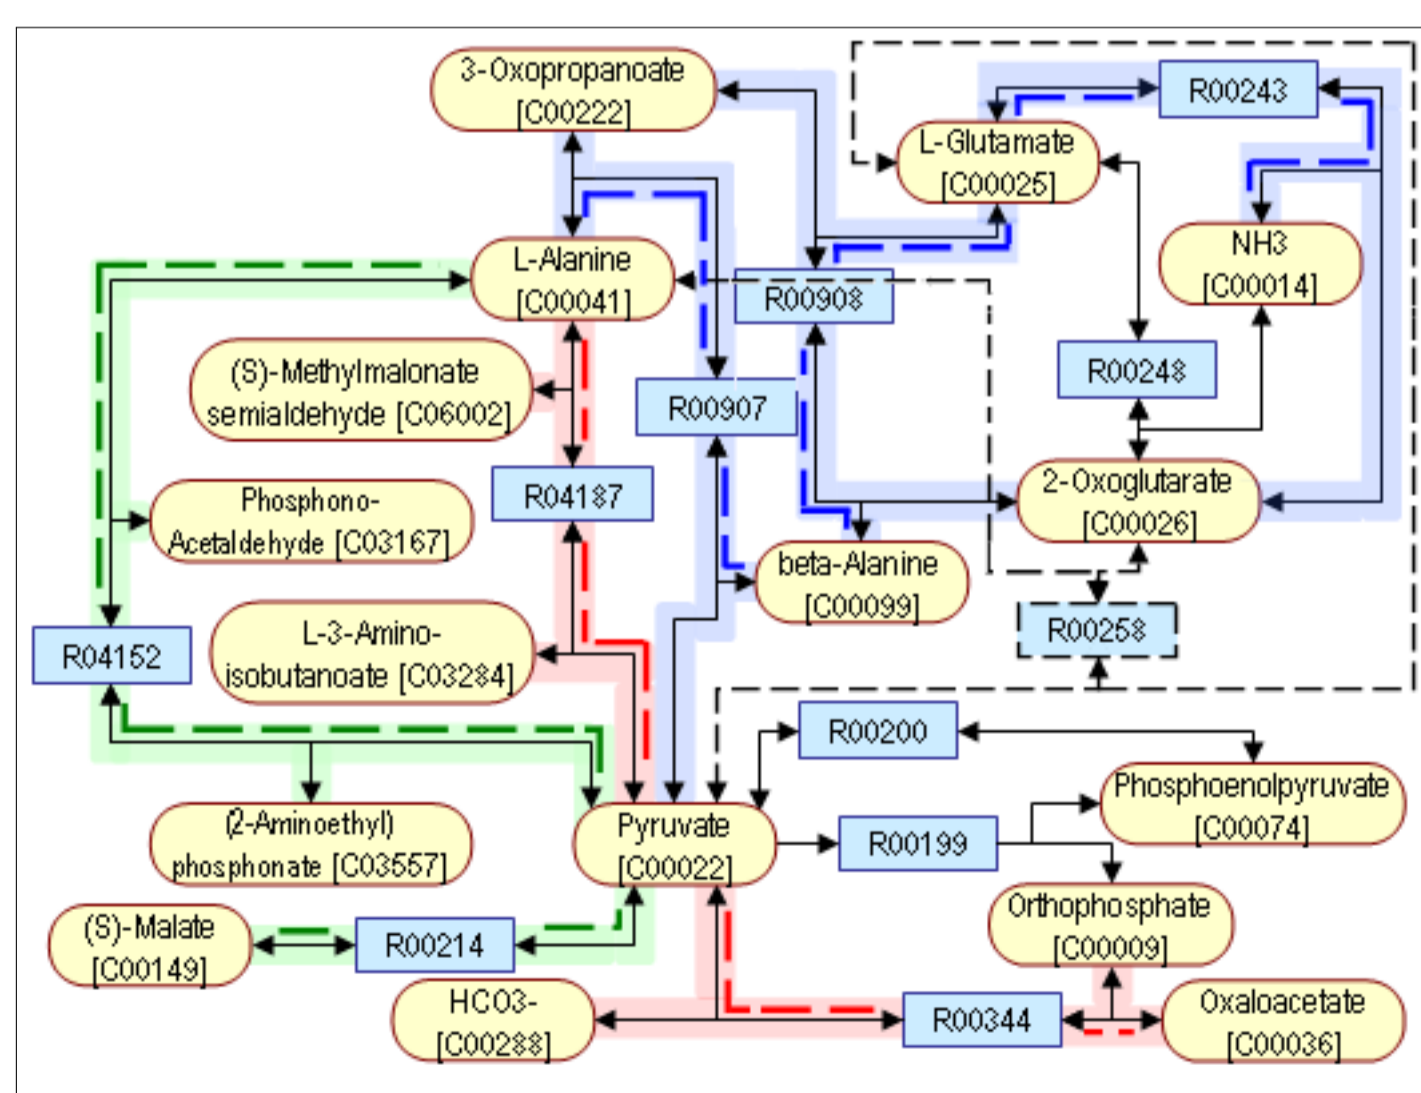 3-Oxopropanoate
[C00222]
R00243
L-Glutamate
[C00025]
NH3
[C00014]
L-Alanine
[C00041]
R00908
(S)-Methylmalonate
semialdehyde [C06002]
R00248
R00907
R04187
Phosphono-
Acetaldehyde [C03167]
2-Oxoglutarate
[C00026]
beta-Alanine
[C00099]
R00258
R04152
L-3-Amino-
isobutanoate [C03284]
R00200
Phosphoenolpyruvate
[C00074]
(2-Aminoethyl)
phosphonate [C03557]
Pyruvate
[C00022]
R00199
Orthophosphate
[C00009]
(S)-Malate
[C00149]
R00214
HCO3-
[C00288]
R00344
Oxaloacetate
[C00036]